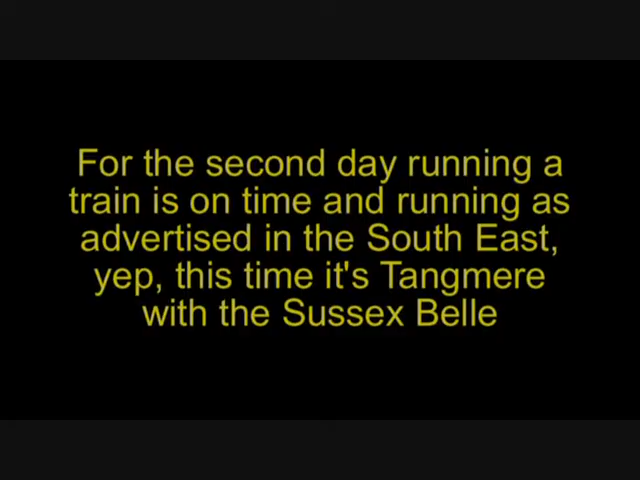 For the second day running a
train is on time and running as
advertised in the South East,
yep, this time it's Tangmere
with the Sussex Belle